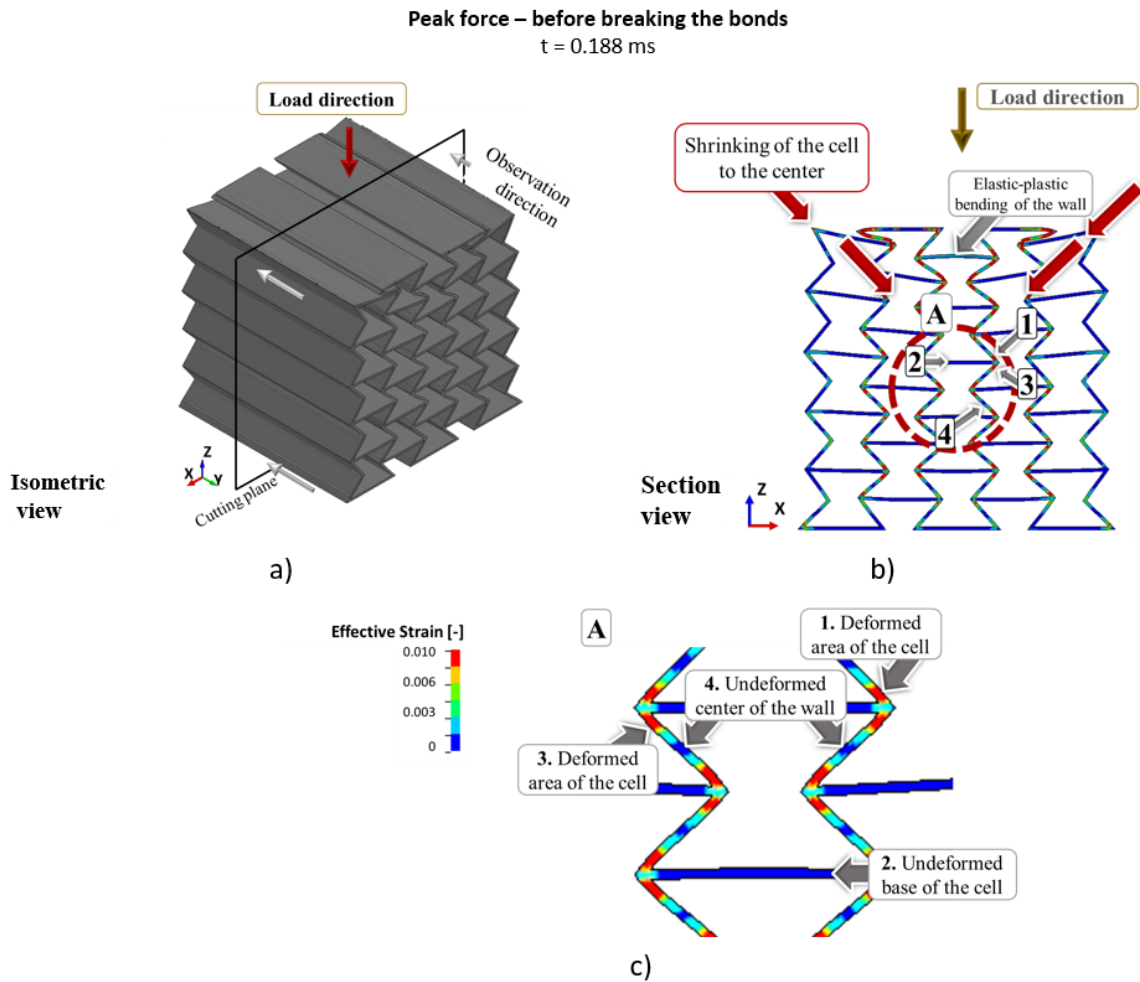 Peak force – before breaking the bonds
t = 0.188 ms
Load direction
Observation
direction
Z
X
Y
Cutting plane
Isometric
view
a)
Load direction
Shrinking of the cell
to the center
Elastic-plastic
bending of the wall
A
1
2
3
4
Section
view
Z
X
b)
Effective Strain [-]
0.010
0.006
0.003
0
A
1. Deformed
area of the cell
4. Undeformed
center of the wall
3. Deformed
area of the cell
2. Undeformed
base of the cell
c)